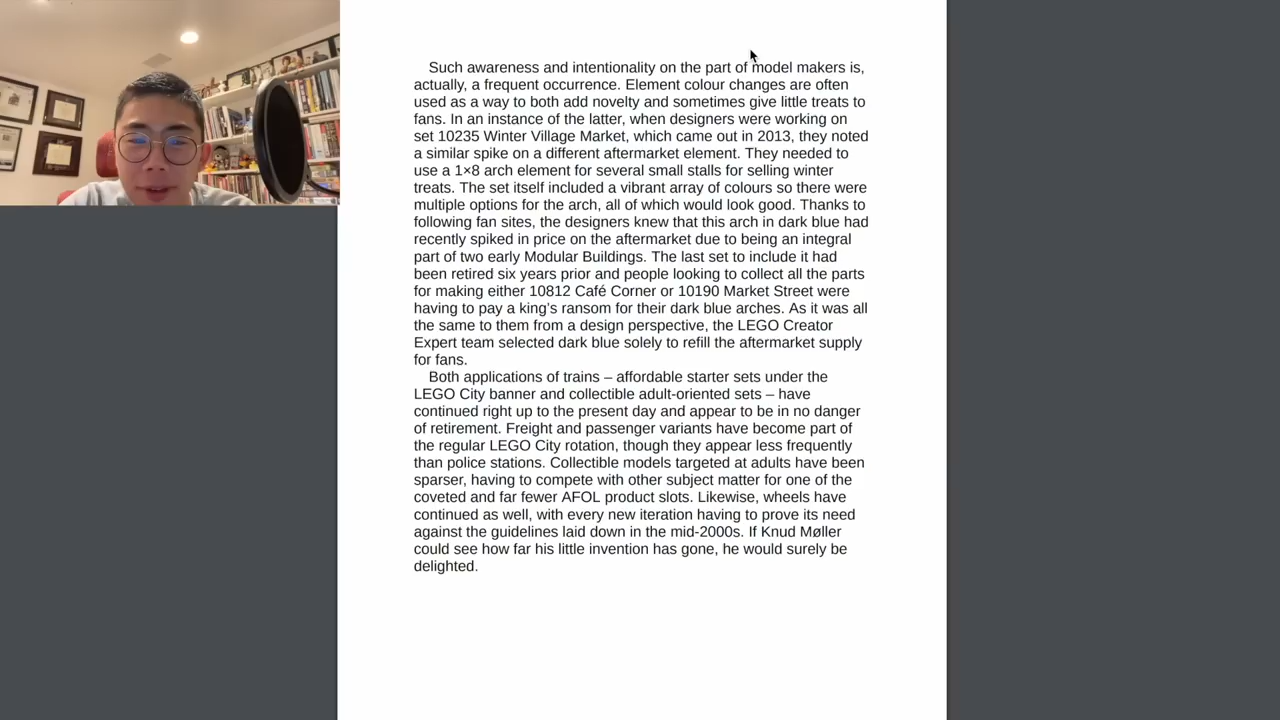 Such awareness and intentionality on the part of model makers is,
actually, a frequent occurrence. Element colour changes are often
used as a way to both add novelty and sometimes give little treats to
fans. In an instance of the latter, when designers were working on
set 10235 Winter Village Market, which came out in 2013, they noted
a similar spike on a different aftermarket element. They needed to
use a 1×8 arch element for several small stalls for selling winter
treats. The set itself included a vibrant array of colours so there were
multiple options for the arch, all of which would look good. Thanks to
following fan sites, the designers knew that this arch in dark blue had
recently spiked in price on the aftermarket due to being an integral
part of two early Modular Buildings. The last set to include it had
been retired six years prior and people looking to collect all the parts
for making either 10812 Café Corner or 10190 Market Street were
having to pay a king’s ransom for their dark blue arches. As it was all
the same to them from a design perspective, the LEGO Creator
Expert team selected dark blue solely to refill the aftermarket supply
for fans.
Both applications of trains – affordable starter sets under the
LEGO City banner and collectible adult-oriented sets – have
continued right up to the present day and appear to be in no danger
of retirement. Freight and passenger variants have become part of
the regular LEGO City rotation, though they appear less frequently
than police stations. Collectible models targeted at adults have been
sparser, having to compete with other subject matter for one of the
coveted and far fewer AFOL product slots. Likewise, wheels have
continued as well, with every new iteration having to prove its need
against the guidelines laid down in the mid-2000s. If Knud Møller
could see how far his little invention has gone, he would surely be
delighted.